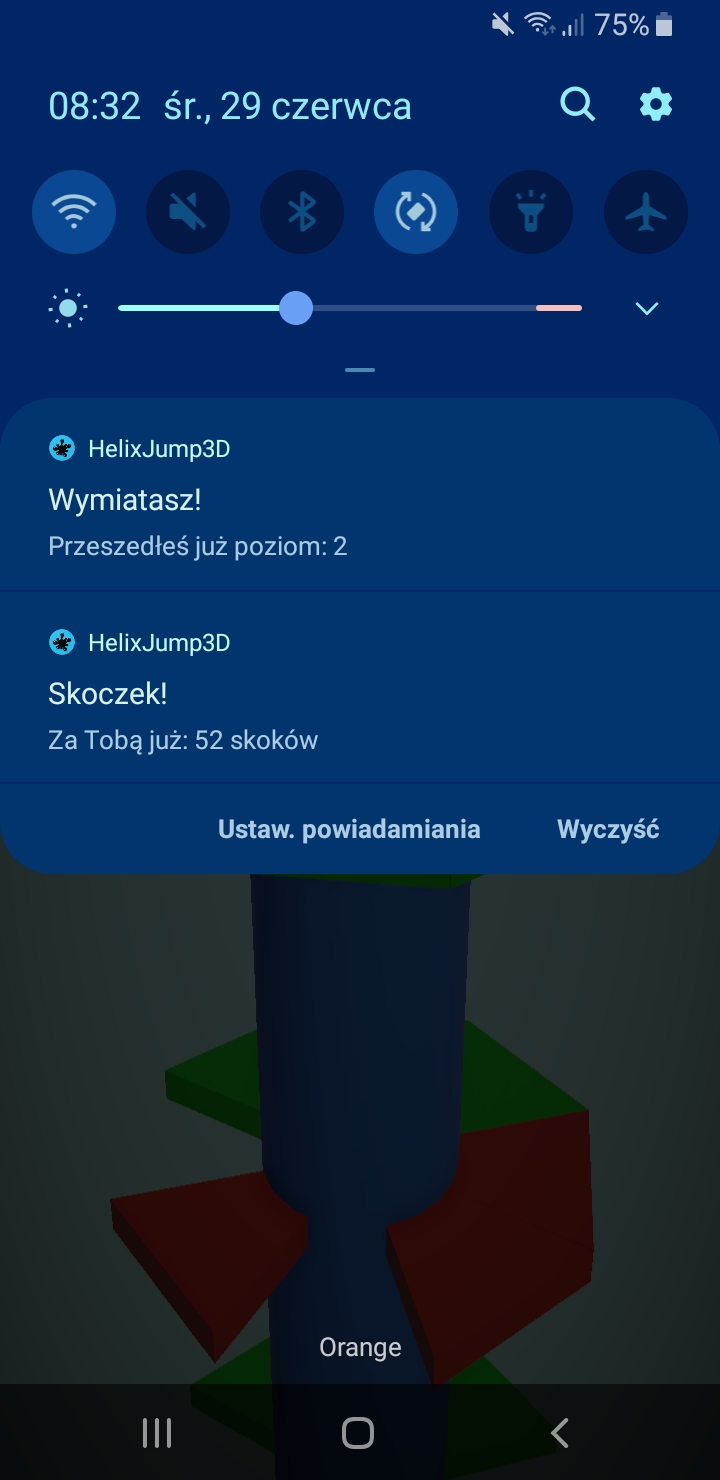 75%
08:32 śr., 29 czerwca
HelixJump3D
Wymiatasz!
Przeszedłeś już poziom: 2
HelixJump3D
Skoczek!
Za Tobą już: 52 skoków
Ustaw. powiadamiania Wyczyść
Orange